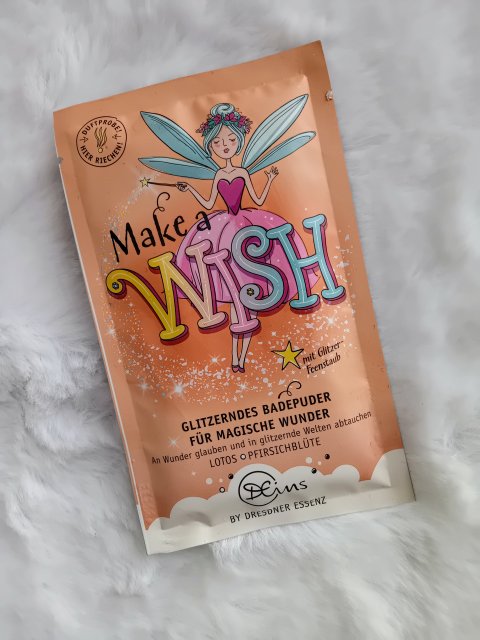 DUFTPROBE!
HIER RIECHEN!
Make a
WISH
mit Glitzer-
Feenstaub
GLITZERNDES BADEPUDER
FÜR MAGISCHE WUNDER
An Wunder glauben und in glitzernde Welten abtauchen
LOTOS PFIRSICHBLÜTE
Deins
BY DRESDNER ESSENZ